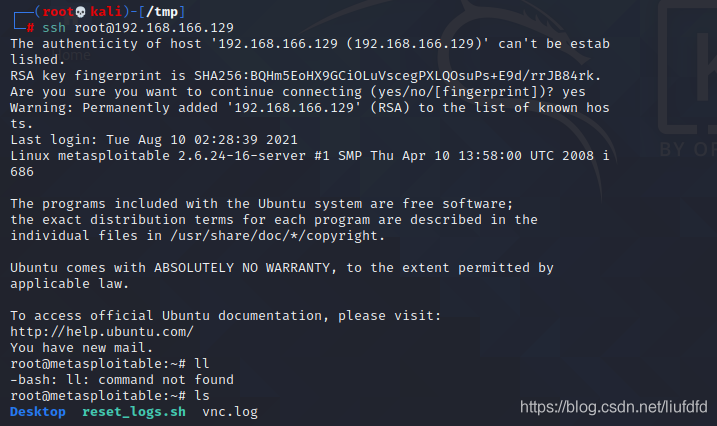 ┌──(root💀kali)-[/tmp]
└─# ssh root@192.168.166.129
The authenticity of host '192.168.166.129 (192.168.166.129)' can't be estab
lished.
RSA key fingerprint is SHA256:BQHm5EoHX9GCiOLuVscegPXLQOsuPs+E9d/rrJB84rk.
Are you sure you want to continue connecting (yes/no/[fingerprint])? yes
Warning: Permanently added '192.168.166.129' (RSA) to the list of known hos
ts.
Last login: Tue Aug 10 02:28:39 2021
Linux metasploitable 2.6.24-16-server #1 SMP Thu Apr 10 13:58:00 UTC 2008 i
686
The programs included with the Ubuntu system are free software;
the exact distribution terms for each program are described in the
individual files in /usr/share/doc/*/copyright.
Ubuntu comes with ABSOLUTELY NO WARRANTY, to the extent permitted by
applicable law.
To access official Ubuntu documentation, please visit:
http://help.ubuntu.com/
You have new mail.
root@metasploitable:~# ll
-bash: ll: command not found
root@metasploitable:~# ls
Desktop  reset_logs.sh  vnc.log
BY OF
https://blog.csdn.net/liufdfd